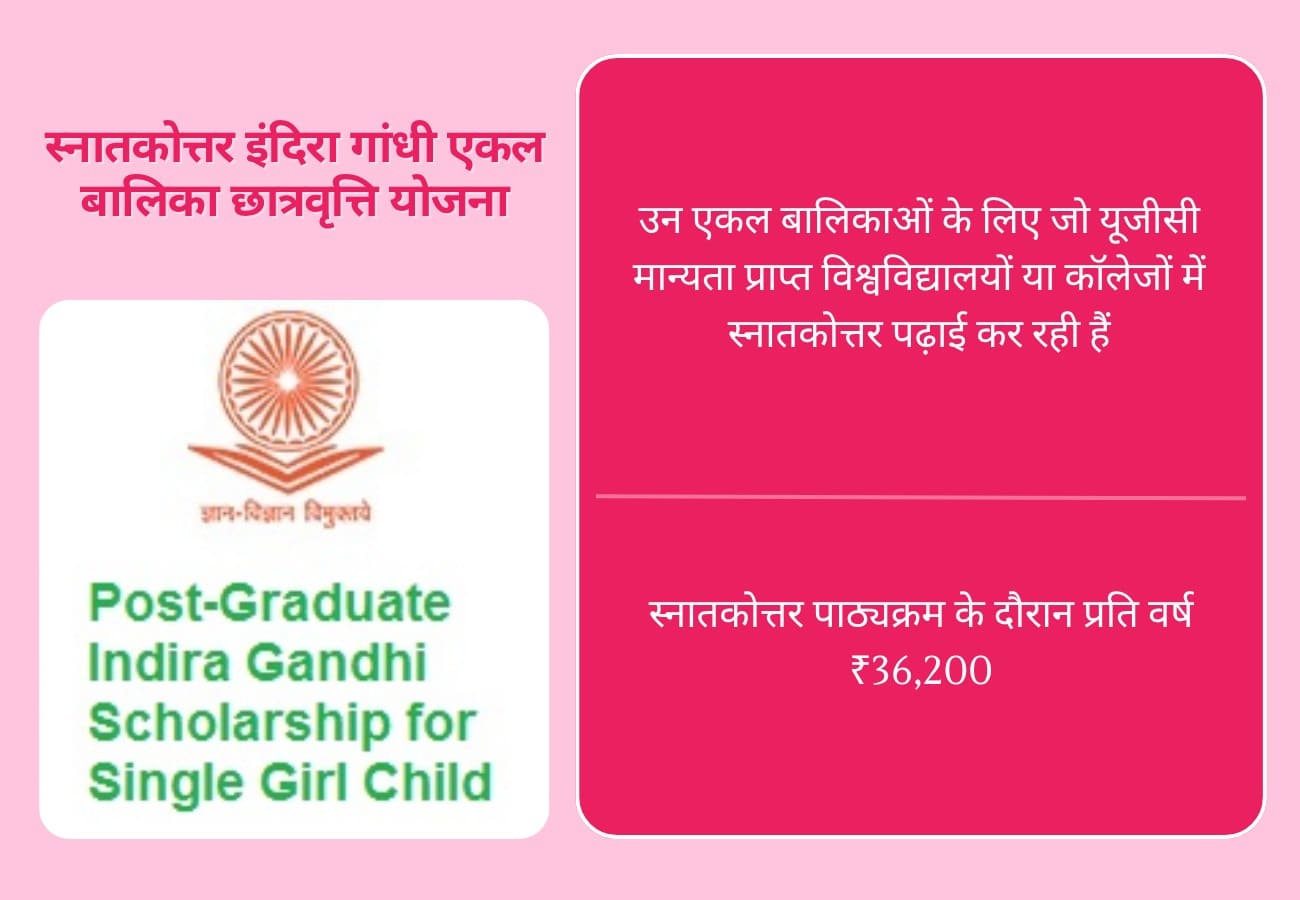 स्नातकोत्तर इंदिरा गांधी एकल
बालिका छात्रवृत्ति योजना
ज्ञान-विज्ञान विमुक्तये
Post-Graduate
Indira Gandhi
Scholarship for
Single Girl Child
उन एकल बालिकाओं के लिए जो यूजीसी
मान्यता प्राप्त विश्वविद्यालयों या कॉलेजों में
स्नातकोत्तर पढ़ाई कर रही हैं
स्नातकोत्तर पाठ्यक्रम के दौरान प्रति वर्ष
₹36,200